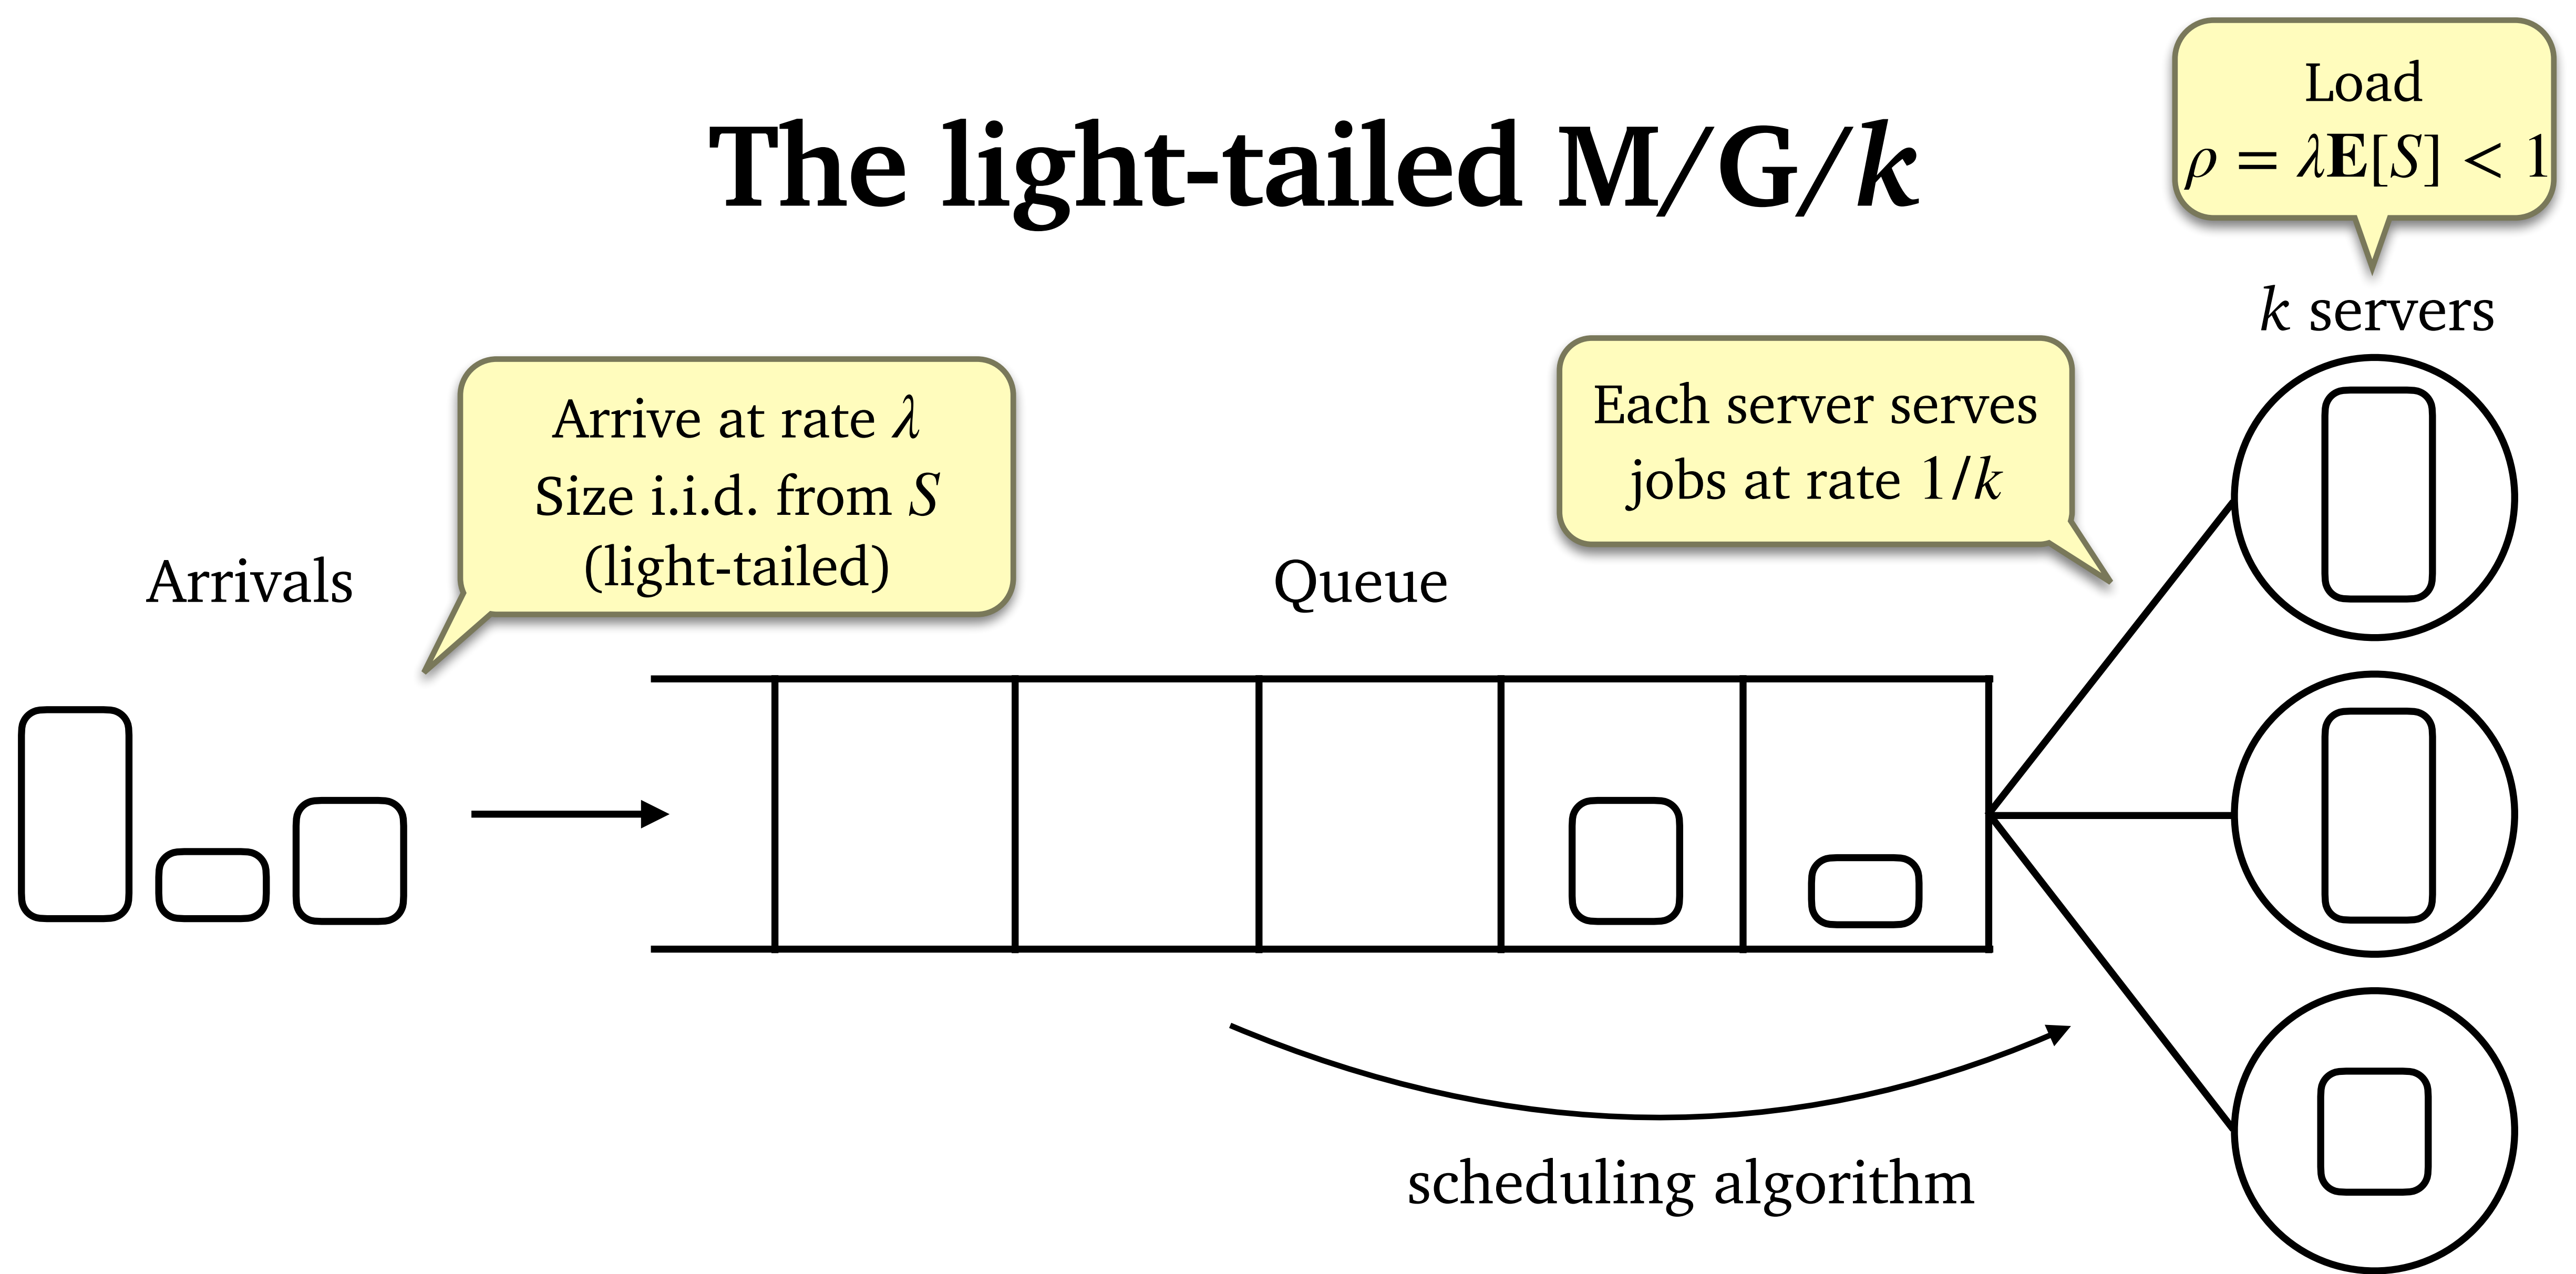 The light-tailed M/G/k
Load
ρ = λE[S] < 1
k servers
Each server serves
jobs at rate 1/k
Arrive at rate λ
Size i.i.d. from S
(light-tailed)
Arrivals
Queue
scheduling algorithm